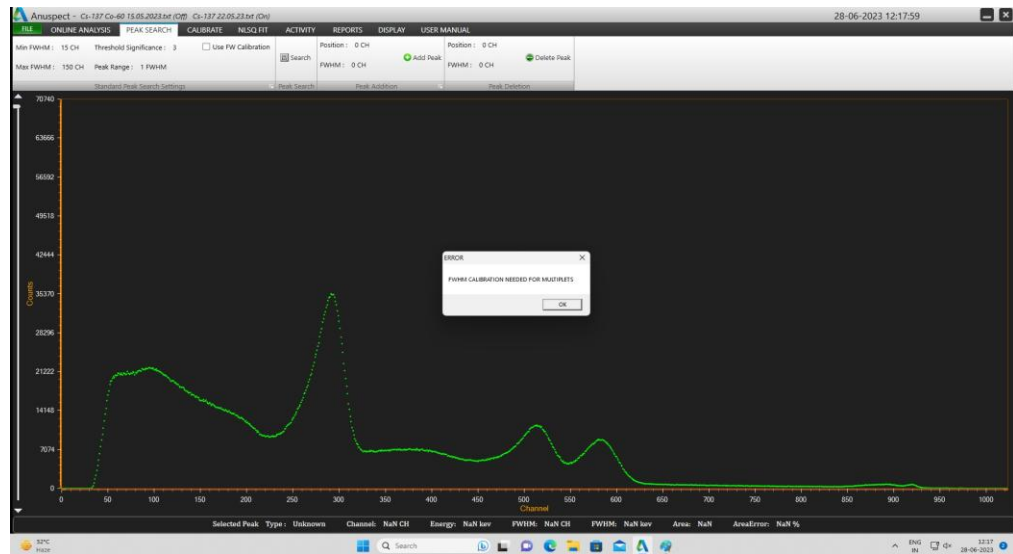 Anuspect - Cs-137 Co-60 15.05.2023.txt (Off) Cs-137 22.05.23.txt (On) 28-06-2023 12:17:59
FILE ONLINE ANALYSIS PEAK SEARCH CALIBRATE NLSQ FIT ACTIVITY REPORTS DISPLAY USER MANUAL
Min FWHM : 15 CH Threshold Significance : 3 Use FW Calibration Search Position : 0 CH Add Peak Position : 0 CH Delete Peak
Max FWHM : 150 CH Peak Range : 1 FWHM FWHM : 0 CH FWHM : 0 CH
Standard Peak Search Settings Peak Search Peak Addition Peak Deletion
70740
63666
56592
49518
42444
ERROR
FWHM CALIBRATION NEEDED FOR MULTIPLETS
OK
Counts
35370
28296
21222
14148
7074
0
0 50 100 150 200 250 300 350 400 450 500 550 600 650 700 750 800 850 900 950 1000
Channel
Selected Peak Type : Unknown Channel: NaN CH Energy: NaN kev FWHM: NaN CH FWHM: NaN kev Area: NaN AreaError: NaN %
32°C
Haze
Search
ENG
IN
12:17
28-06-2023